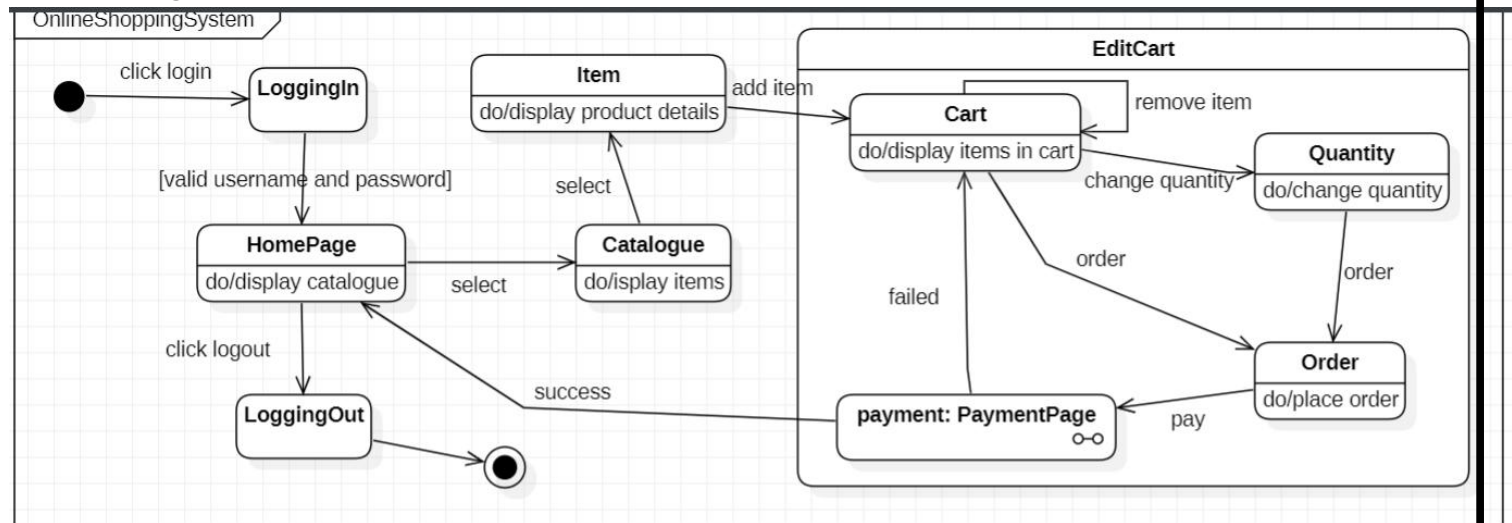 OnlineShoppingSystem
click login
LoggingIn
[valid username and password]
HomePage
do/display catalogue
select
click logout
LoggingOut
Catalogue
do/isplay items
select
Item
do/display product details
add item
success
EditCart
Cart
do/display items in cart
remove item
change quantity
Quantity
do/change quantity
order
order
Order
do/place order
pay
payment: PaymentPage
failed